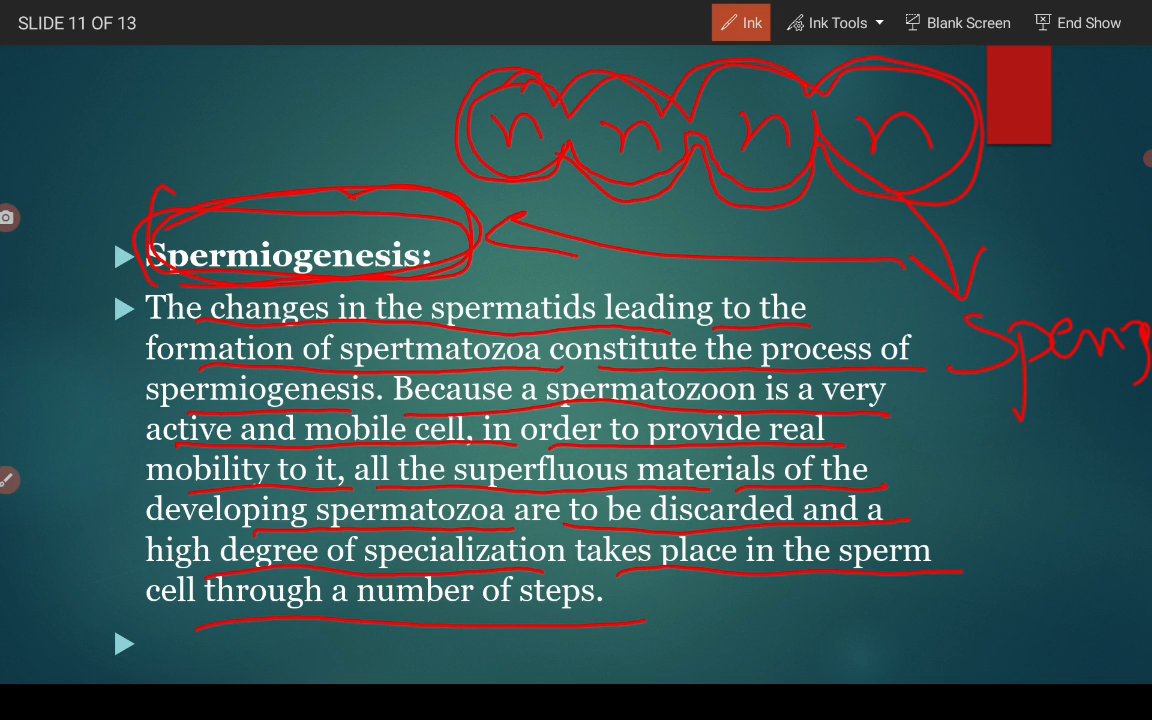 SLIDE 11 OF 13
Ink
Ink Tools
Blank Screen
End Show
n n n n
Spermiogenesis:
The changes in the spermatids leading to the
formation of spertmatozoa constitute the process of
spermiogenesis. Because a spermatozoon is a very
active and mobile cell, in order to provide real
mobility to it, all the superfluous materials of the
developing spermatozoa are to be discarded and a
high degree of specialization takes place in the sperm
cell through a number of steps.